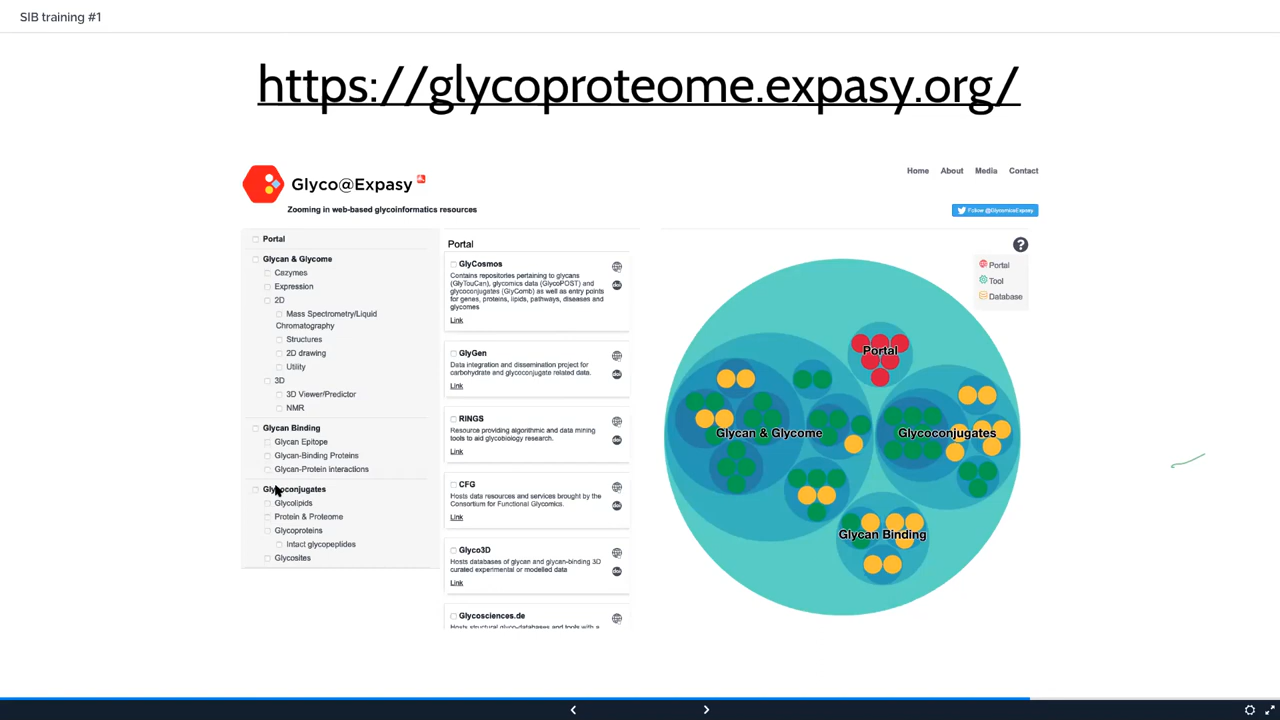 SIB training #1
https://glycoproteome.expasy.org/
Glyco@Expasy
Zooming in web-based glycoinformatics resources
Home About Media Contact
Follow @GlycomicsExpasy
Portal
Glycan & Glycome
Cazymes
Expression
2D
Mass Spectrometry/Liquid
Chromatography
Structures
2D drawing
Utility
3D
3D Viewer/Predictor
NMR
Glycan Binding
Glycan Epitope
Glycan-Binding Proteins
Glycan-Protein interactions
Glycoconjugates
Glycolipids
Protein & Proteome
Glycoproteins
Intact glycopeptides
Glycosites
Portal
GlyCosmos
Contains repositories pertaining to glycans
(GlyTouCan), glycomics data (GlycoPOST) and
glycoconjugates (GlyComb) as well as entry points
for genes, proteins, lipids, pathways, diseases and
glycomes
Link
GlyGen
Data integration and dissemination project for
carbohydrate and glycoconjugate related data.
Link
RINGS
Resource providing algorithmic and data mining
tools to aid glycobiology research.
Link
CFG
Hosts data resources and services brought by the
Consortium for Functional Glycomics.
Link
Glyco3D
Hosts databases of glycan and glycan-binding 3D
curated experimental or modelled data
Link
Glycosciences.de
Hosts structural glyco-databases and tools with a
?
Portal
Tool
Database
Portal
Glycan & Glycome
Glycoconjugates
Glycan Binding